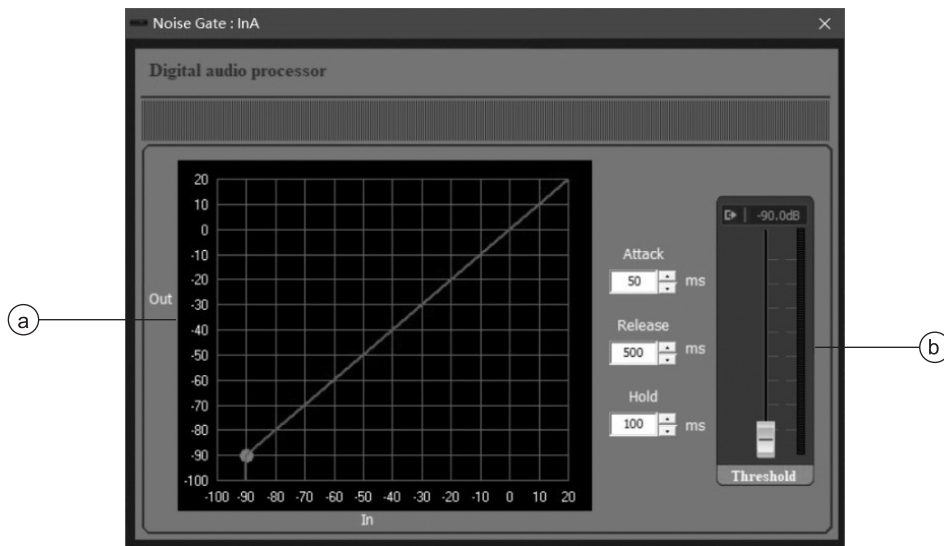 Noise Gate : InA
Digital audio processor
20
10
0
-10
-20
-30
-40
-50
-60
-70
-80
-90
-100
Out
-100 -90 -80 -70 -60 -50 -40 -30 -20 -10 0 10 20
In
Attack
50 ms
Release
500 ms
Hold
100 ms
-90.0dB
Threshold
a
b